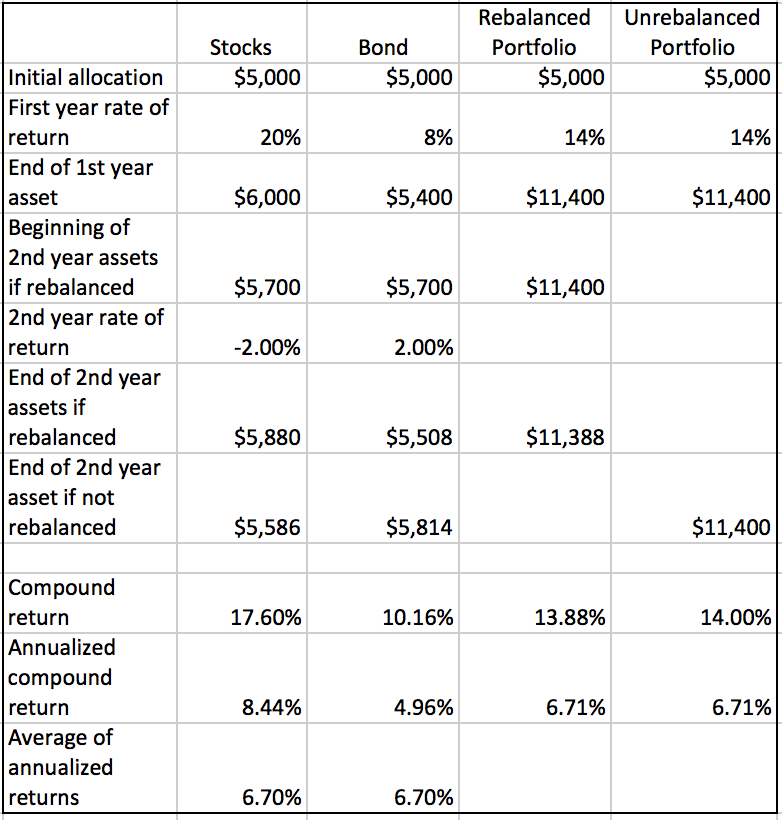 Stocks Bond Rebalanced Portfolio Unrebalanced Portfolio
Initial allocation $5,000 $5,000 $5,000 $5,000
First year rate of return 20% 8% 14% 14%
End of 1st year asset $6,000 $5,400 $11,400 $11,400
Beginning of 2nd year assets if rebalanced $5,700 $5,700 $11,400
2nd year rate of return -2.00% 2.00%
End of 2nd year assets if rebalanced $5,880 $5,508 $11,388
End of 2nd year asset if not rebalanced $5,586 $5,814 $11,400
Compound return 17.60% 10.16% 13.88% 14.00%
Annualized compound return 8.44% 4.96% 6.71% 6.71%
Average of annualized returns 6.70% 6.70%